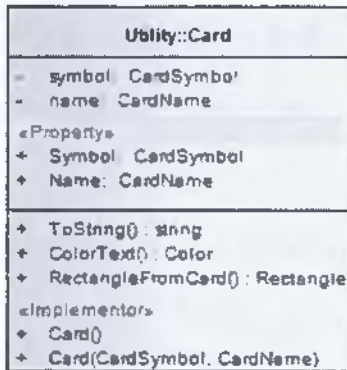 Utility::Card
- symbol: CardSymbol
- name: CardName
«Property»
+ Symbol: CardSymbol
+ Name: CardName
+ ToString() : string
+ ColorText() : Color
+ RectangleFromCard() : Rectangle
«Implementor»
+ Card()
+ Card(CardSymbol, CardName)